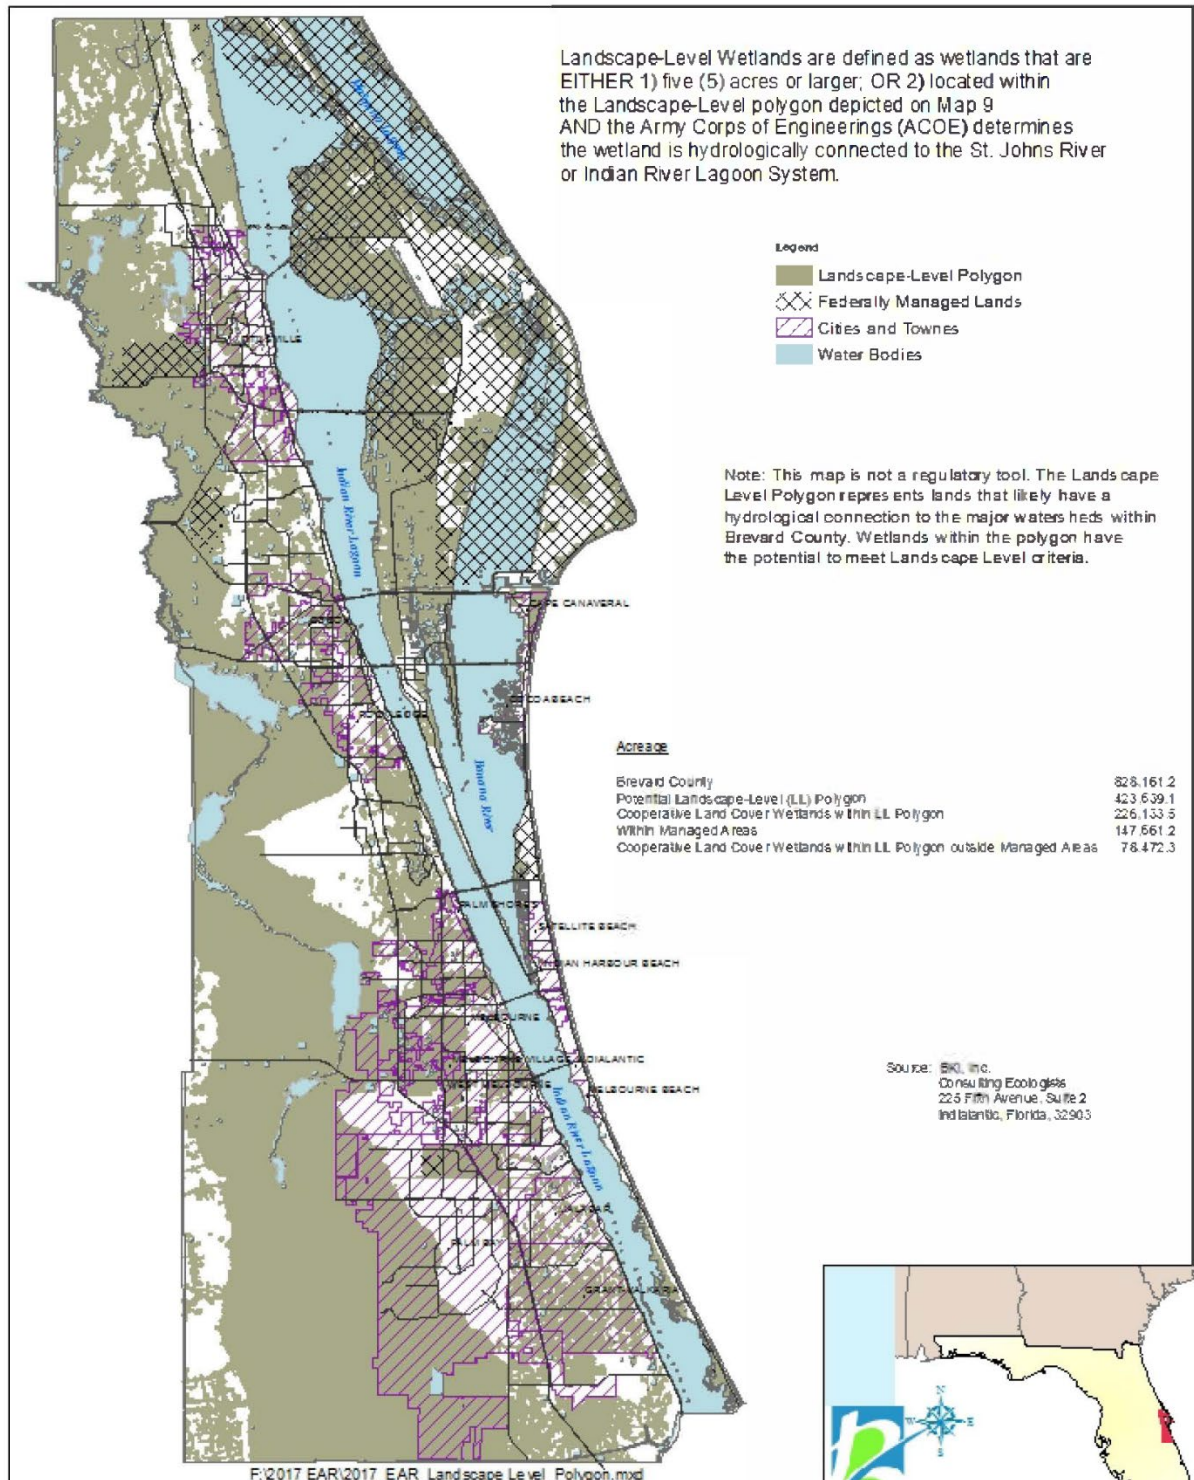 Landscape-Level Wetlands are defined as wetlands that are
EITHER 1) five (5) acres or larger; OR 2) located within
the Landscape-Level polygon depicted on Map 9
AND the Army Corps of Engineerings (ACOE) determines
the wetland is hydrologically connected to the St. Johns River
or Indian River Lagoon System.
Legend
Landscape-Level Polygon
Federally Managed Lands
Cities and Townes
Water Bodies
Indian River Lagoon
Note: This map is not a regulatory tool. The Landscape
Level Polygon represents lands that likely have a
hydrological connection to the major watersheds within
Brevard County. Wetlands within the polygon have
the potential to meet Landscape Level criteria.
CAPE CANAVERAL
Banana River
Acreage
Brevard County 828,161.2
Potential Landscape-Level (LL) Polygon 423,639.1
Cooperative Land Cover Wetlands within LL Polygon 226,133.5
Within Managed Areas 147,661.2
Cooperative Land Cover Wetlands within LL Polygon outside Managed Areas 78,472.3
PALM SHORES
SATELLITE BEACH
INDIAN HARBOUR BEACH
MELBOURNE
MELBOURNE VILLAGE
INDIALANTIC
WEST MELBOURNE
MELBOURNE BEACH
Source: BKI, Inc.
Consulting Ecologists
225 Fifth Avenue, Suite 2
Indialantic, Florida, 32903
Indian River Lagoon
PALM BAY
GRANT-VALKARIA
N
W
E
S
F:\2017 EAR\2017_EAR_Landscape Level_Polygon.mxd